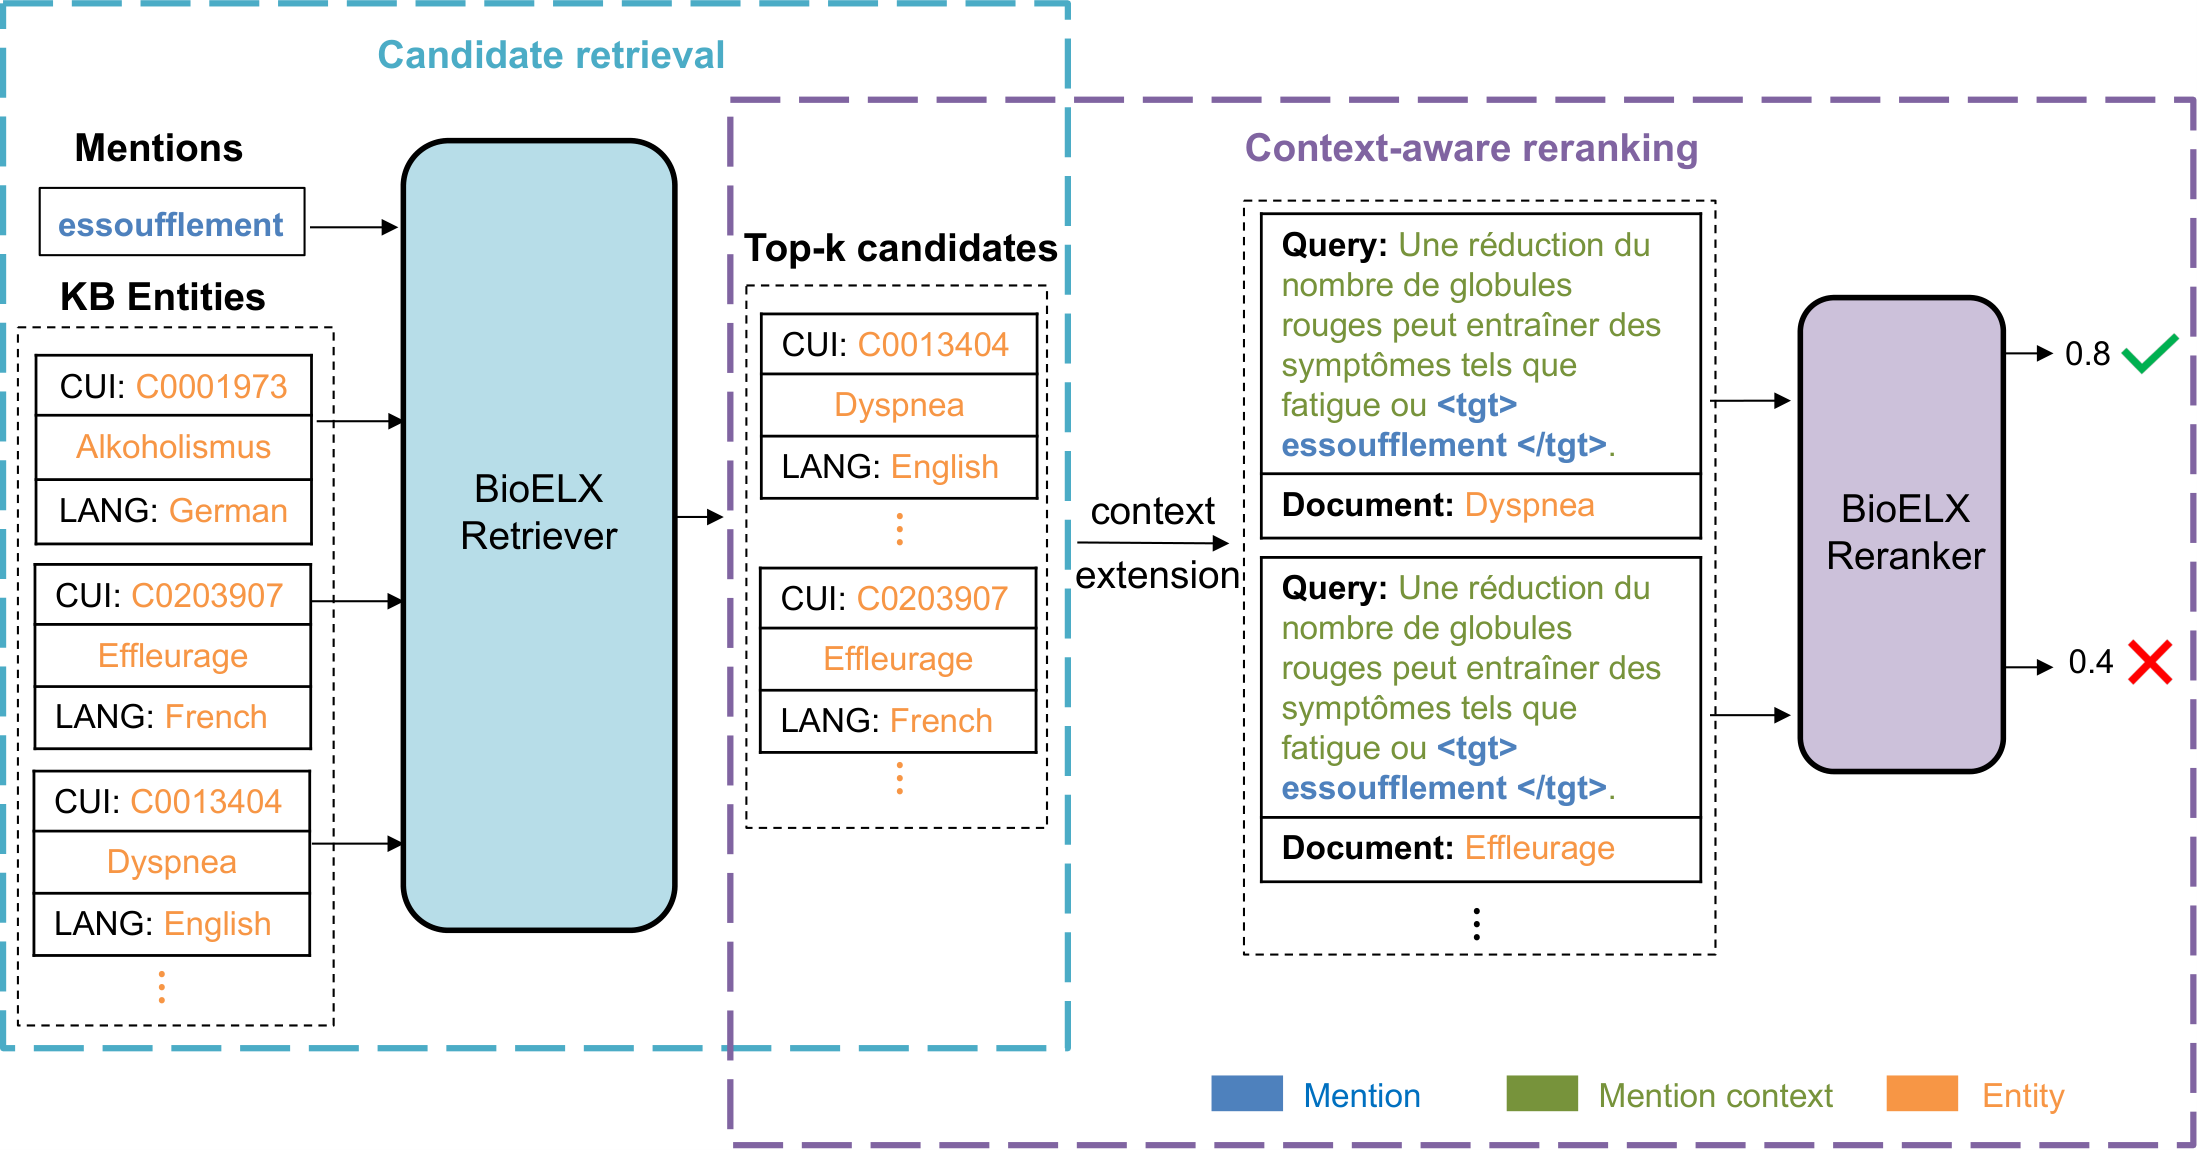 Candidate retrieval
Mentions
essoufflement
KB Entities
CUI: C0001973
Alkoholismus
LANG: German
CUI: C0203907
Effleurage
LANG: French
CUI: C0013404
Dyspnea
LANG: English
BioELX
Retriever
Top-k candidates
CUI: C0013404
Dyspnea
LANG: English
CUI: C0203907
Effleurage
LANG: French
context
extension
Context-aware reranking
Query: Une réduction du
nombre de globules
rouges peut entraîner des
symptômes tels que
fatigue ou <tgt>
essoufflement </tgt>.
Document: Dyspnea
Query: Une réduction du
nombre de globules
rouges peut entraîner des
symptômes tels que
fatigue ou <tgt>
essoufflement </tgt>.
Document: Effleurage
BioELX
Reranker
0.8
0.4
Mention
Mention context
Entity